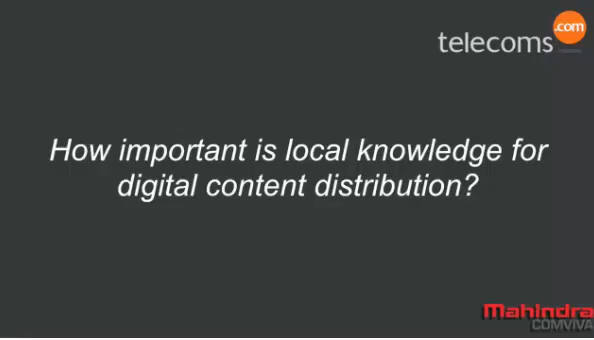 telecoms
.com
How important is local knowledge for
digital content distribution?
Mahindra
COMVIVA